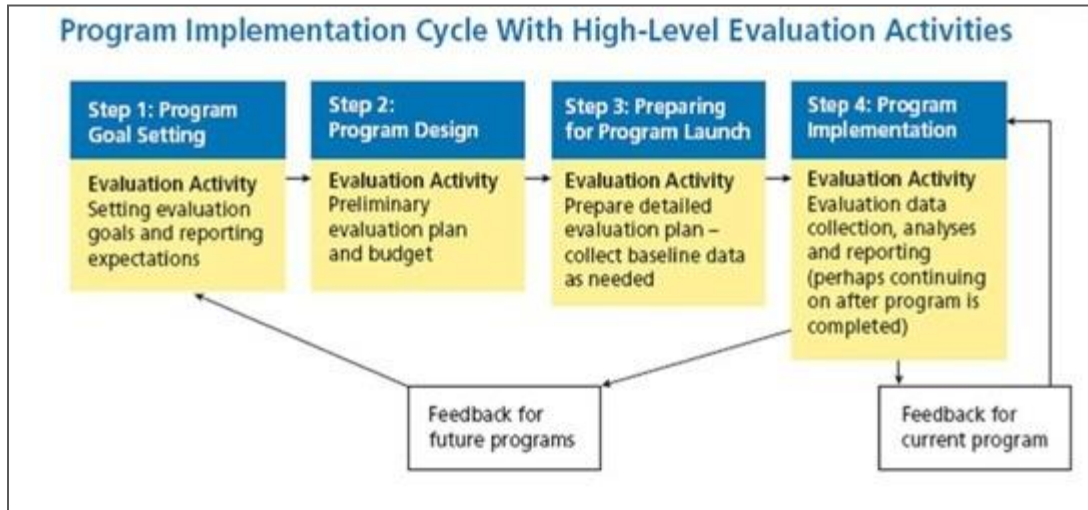 Program Implementation Cycle With High-Level Evaluation Activities
Step 1: Program
Goal Setting
Evaluation Activity
Setting evaluation
goals and reporting
expectations
Step 2:
Program Design
Evaluation Activity
Preliminary
evaluation plan
and budget
Step 3: Preparing
for Program Launch
Evaluation Activity
Prepare detailed
evaluation plan –
collect baseline data
as needed
Step 4: Program
Implementation
Evaluation Activity
Evaluation data
collection, analyses
and reporting
(perhaps continuing
on after program is
completed)
Feedback for
future programs
Feedback for
current program